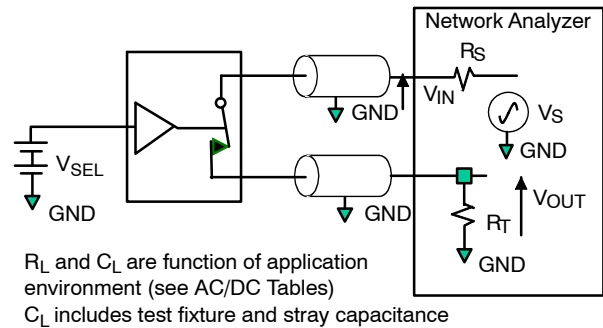 Network Analyzer
RS
GND
VIN
VS
GND
VSEL
GND
GND
RT
VOUT
GND
RL and CL are function of application
environment (see AC/DC Tables)
CL includes test fixture and stray capacitance